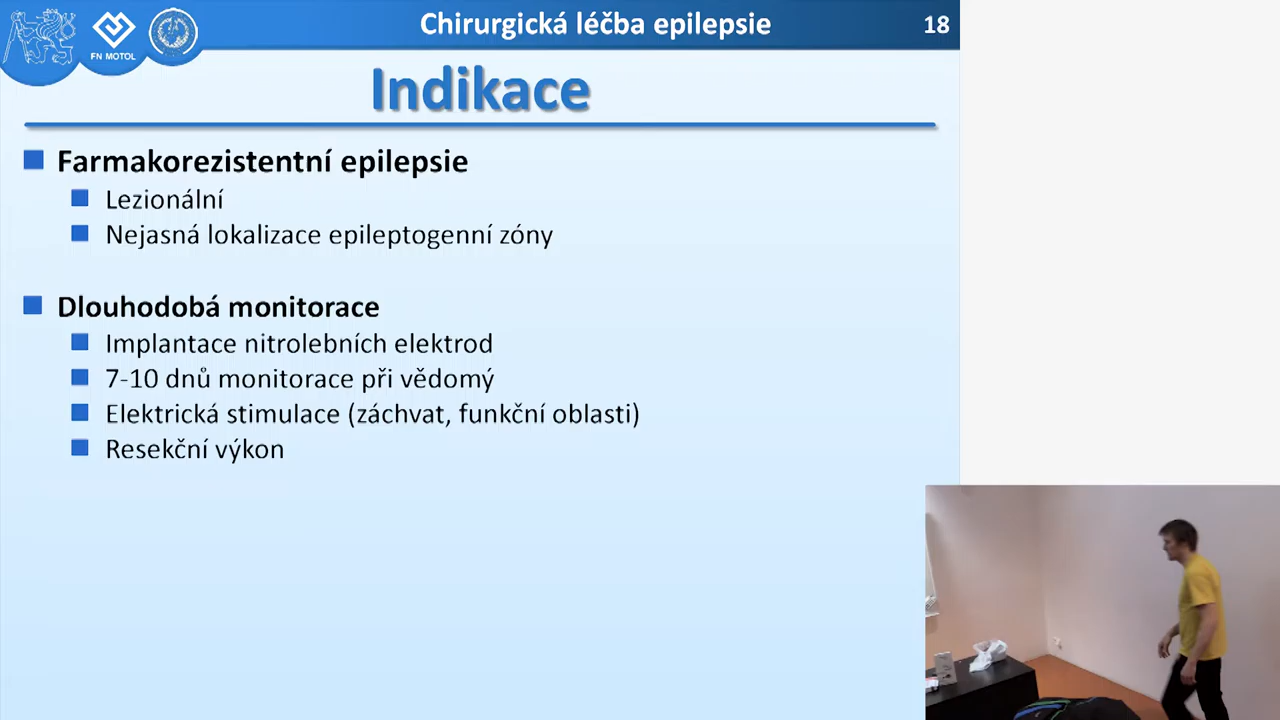 Chirurgická léčba epilepsie
18
FN MOTOL
Indikace
Farmakorezistentní epilepsie
Lezionální
Nejasná lokalizace epileptogenní zóny
Dlouhodobá monitorace
Implantace nitrolebních elektrod
7-10 dnů monitorace při vědomý
Elektrická stimulace (záchvat, funkční oblasti)
Resekční výkon